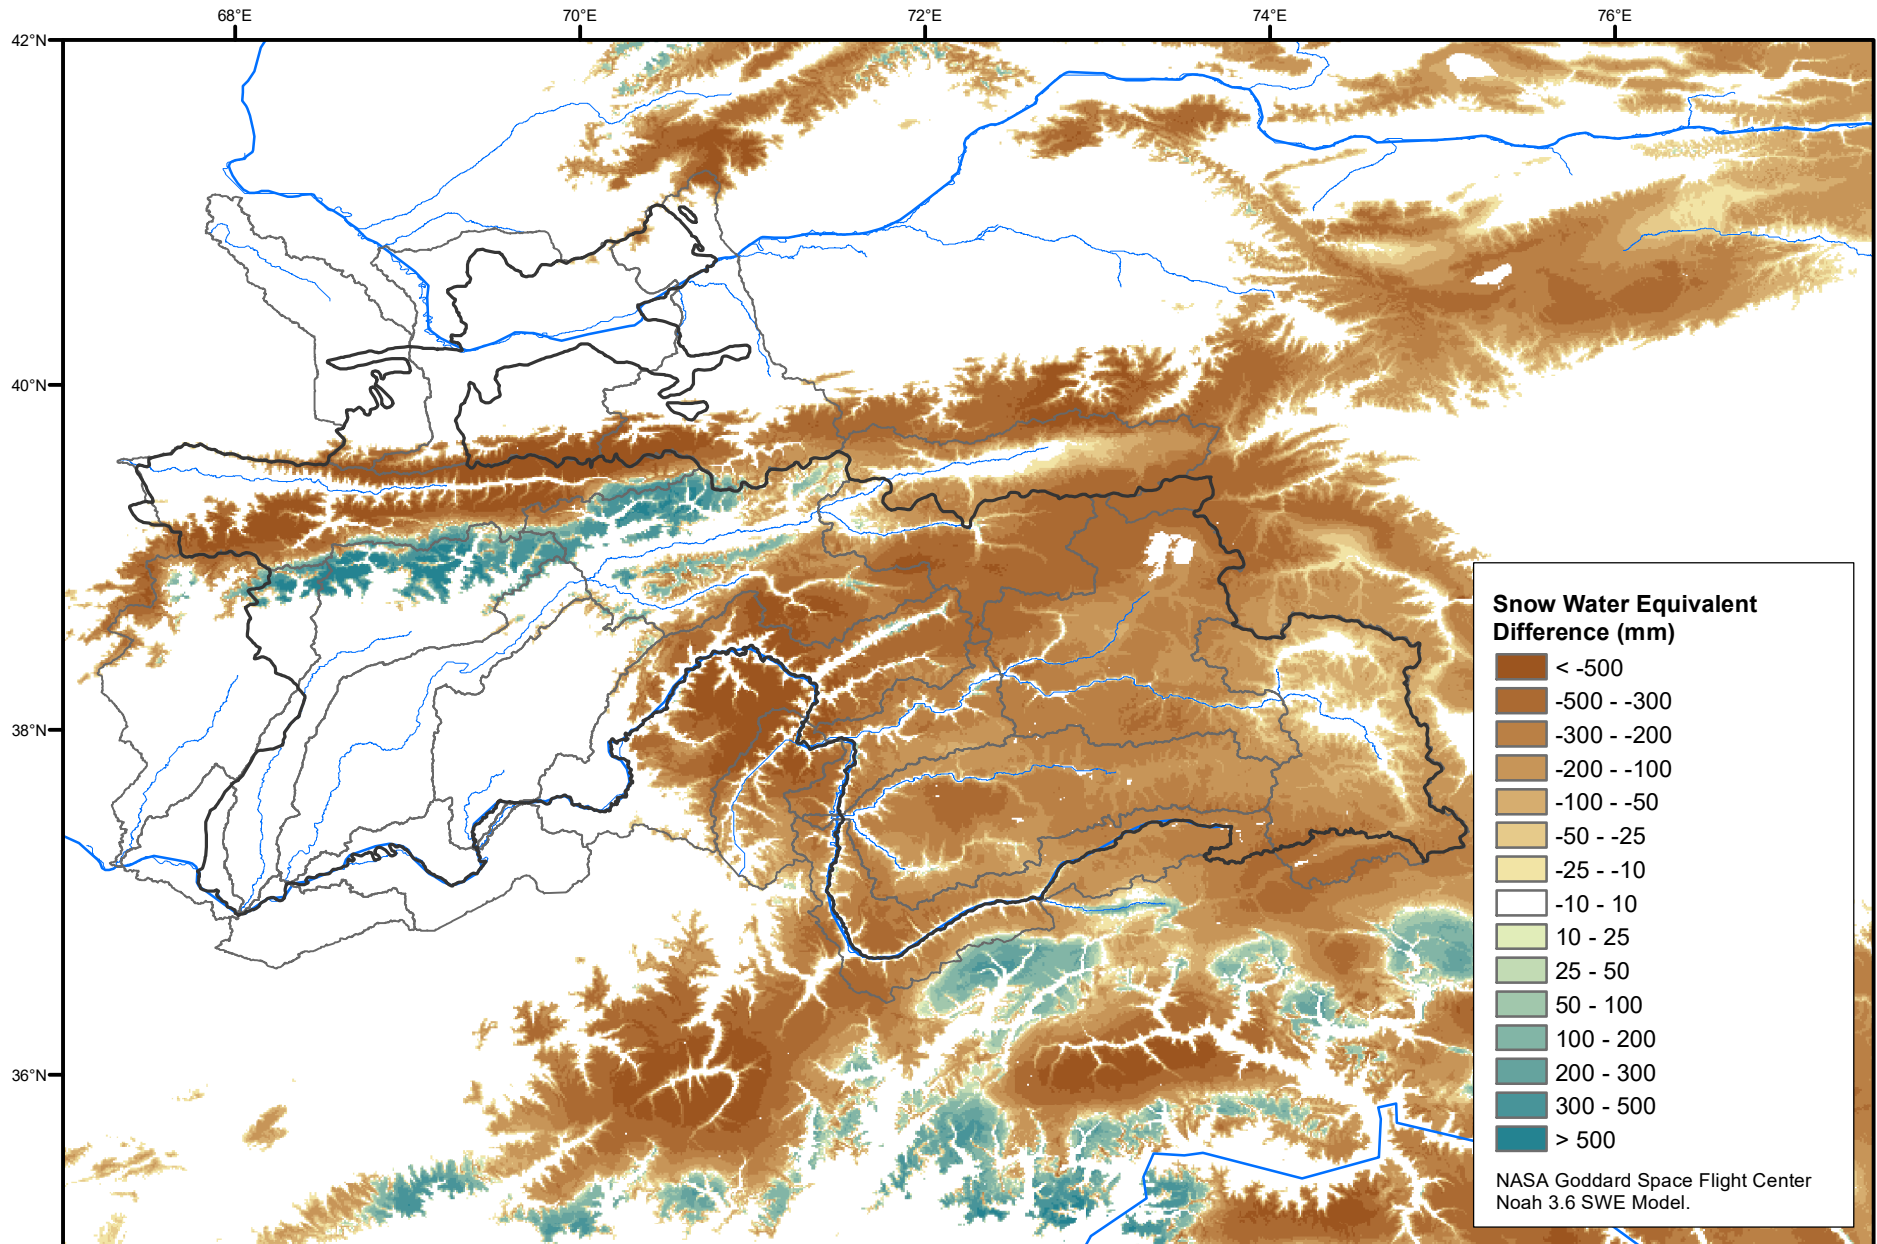 68°E 70°E 72°E 74°E 76°E
42°N
40°N
38°N
36°N
Snow Water Equivalent
Difference (mm)
< -500
-500 - -300
-300 - -200
-200 - -100
-100 - -50
-50 - -25
-25 - -10
-10 - 10
10 - 25
25 - 50
50 - 100
100 - 200
200 - 300
300 - 500
> 500
NASA Goddard Space Flight Center
Noah 3.6 SWE Model.